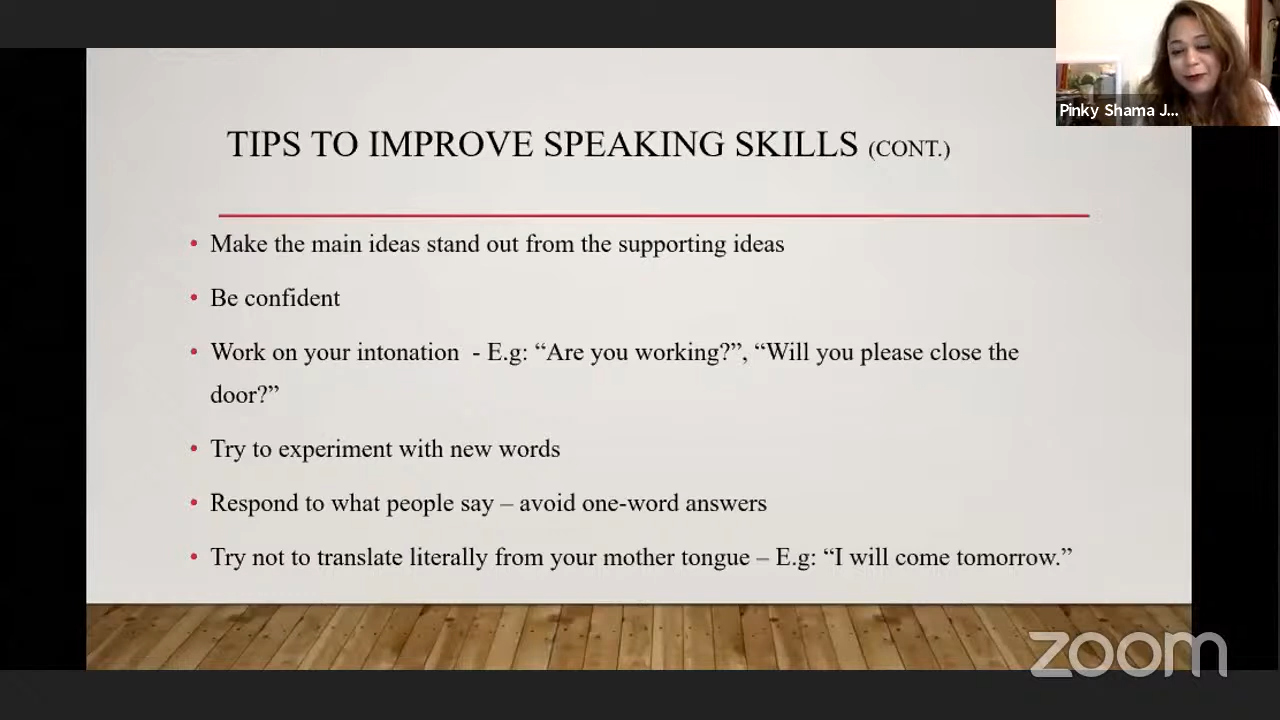 Pinky Shama J...
TIPS TO IMPROVE SPEAKING SKILLS (CONT.)
• Make the main ideas stand out from the supporting ideas
• Be confident
• Work on your intonation - E.g: “Are you working?”, “Will you please close the
door?”
• Try to experiment with new words
• Respond to what people say – avoid one-word answers
• Try not to translate literally from your mother tongue – E.g: “I will come tomorrow.”
zoom